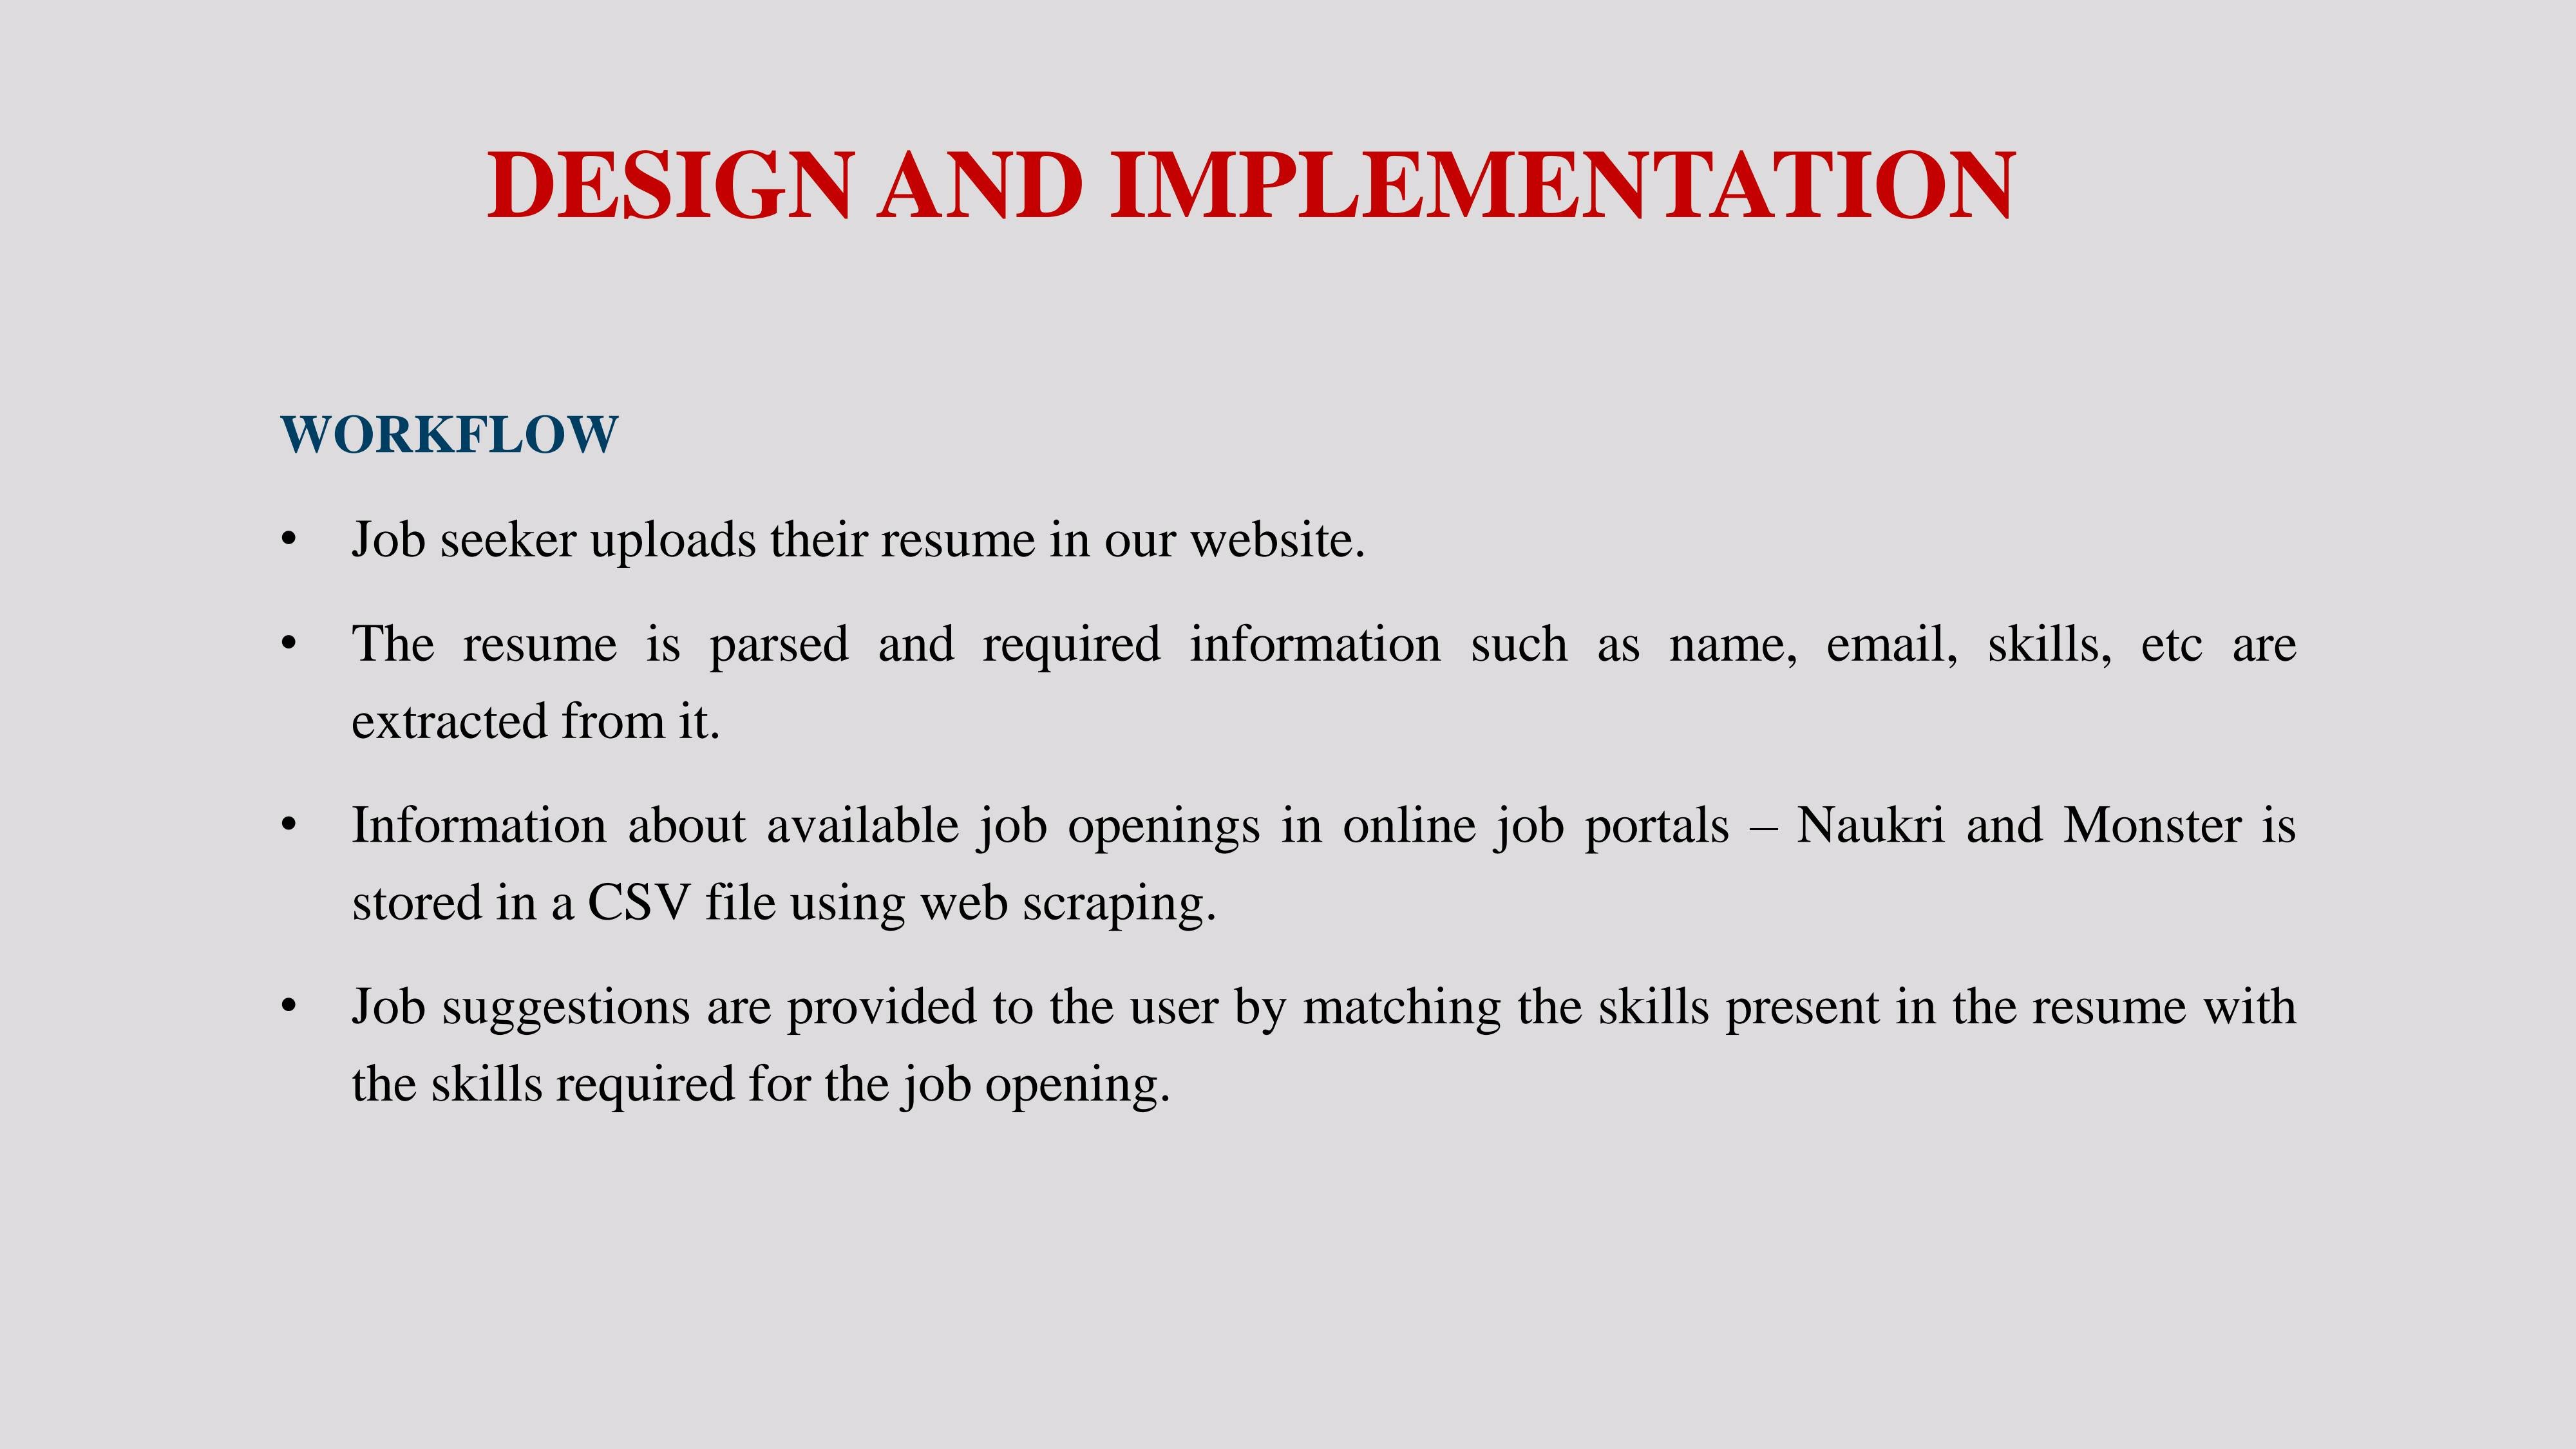 DESIGN AND IMPLEMENTATION
WORKFLOW
• Job seeker uploads their resume in our website.
• The resume is parsed and required information such as name, email, skills, etc are
extracted from it.
• Information about available job openings in online job portals – Naukri and Monster is
stored in a CSV file using web scraping.
• Job suggestions are provided to the user by matching the skills present in the resume with
the skills required for the job opening.